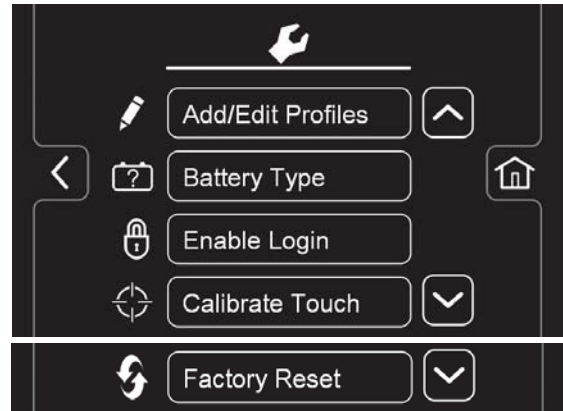 Add/Edit Profiles
? Battery Type
Enable Login
Calibrate Touch
Factory Reset